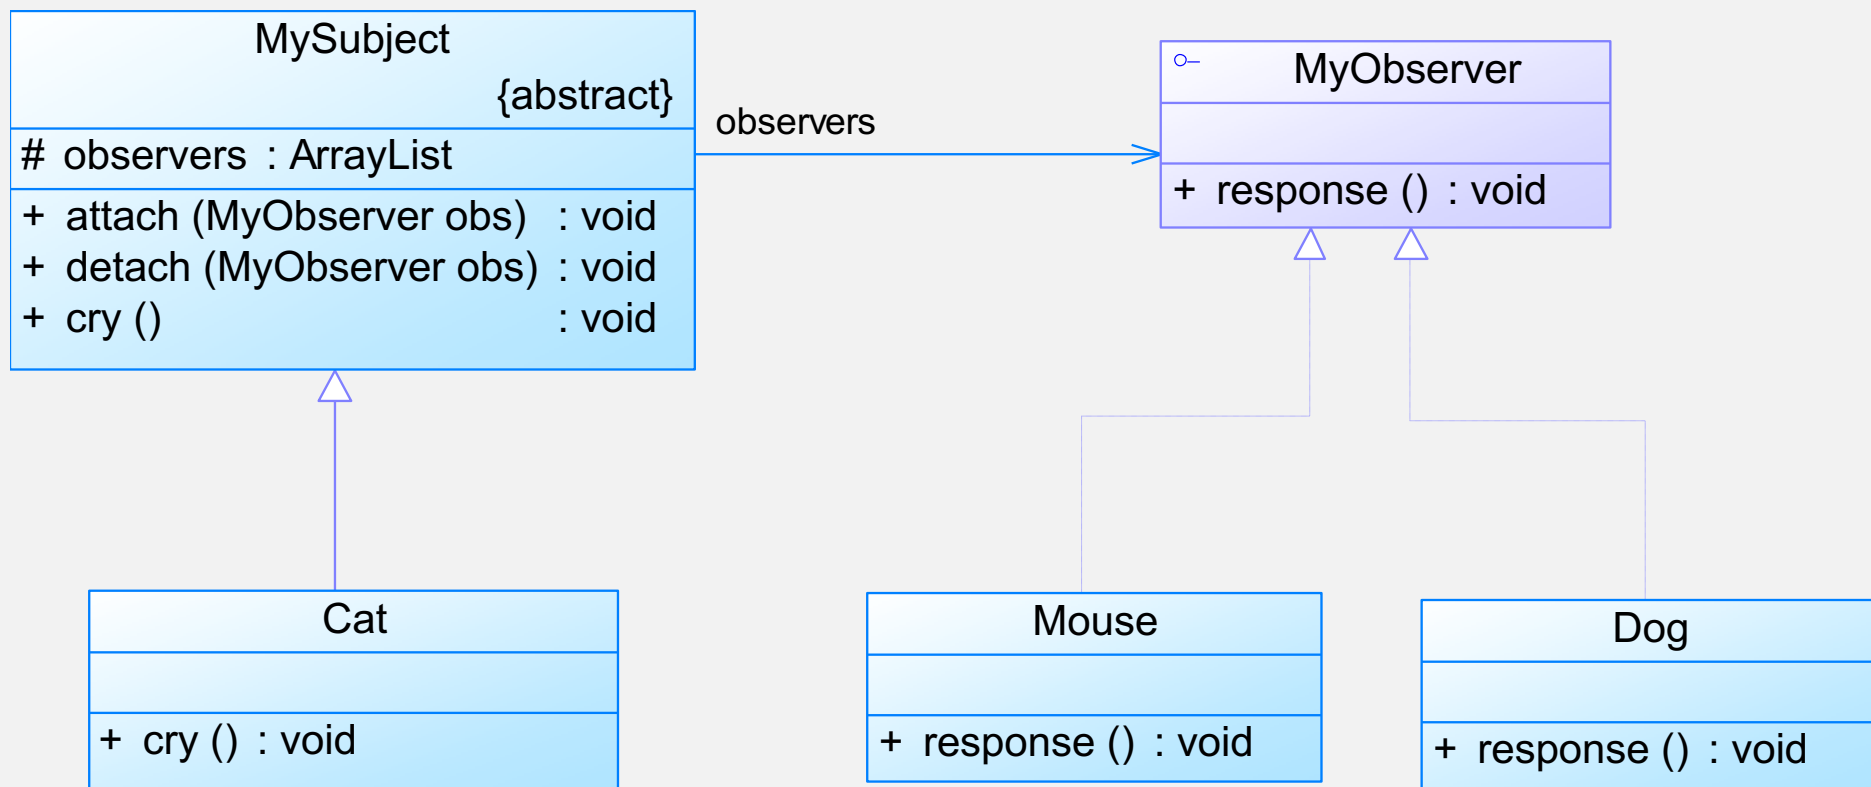 MySubject
{abstract}
# observers : ArrayList
+ attach (MyObserver obs) : void
+ detach (MyObserver obs) : void
+ cry () : void
observers
MyObserver
+ response () : void
Cat
+ cry () : void
Mouse
+ response () : void
Dog
+ response () : void